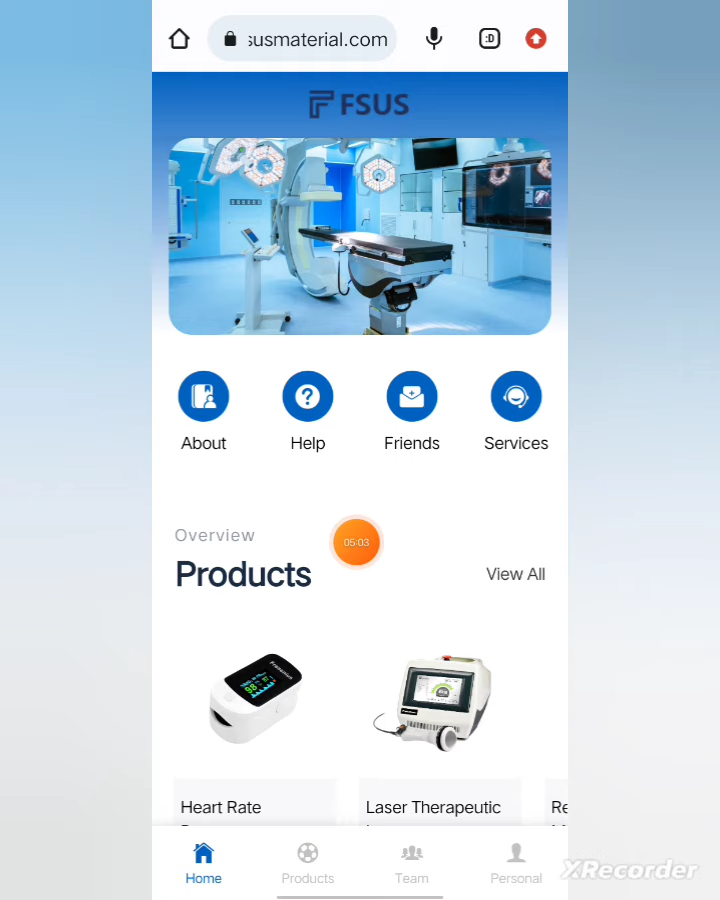 susmaterial.com
FSUS
About
Help
Friends
Services
Overview
05:03
Products
View All
Heart Rate
Laser Therapeutic
Re
Home
Products
Team
Personal
XRecorder